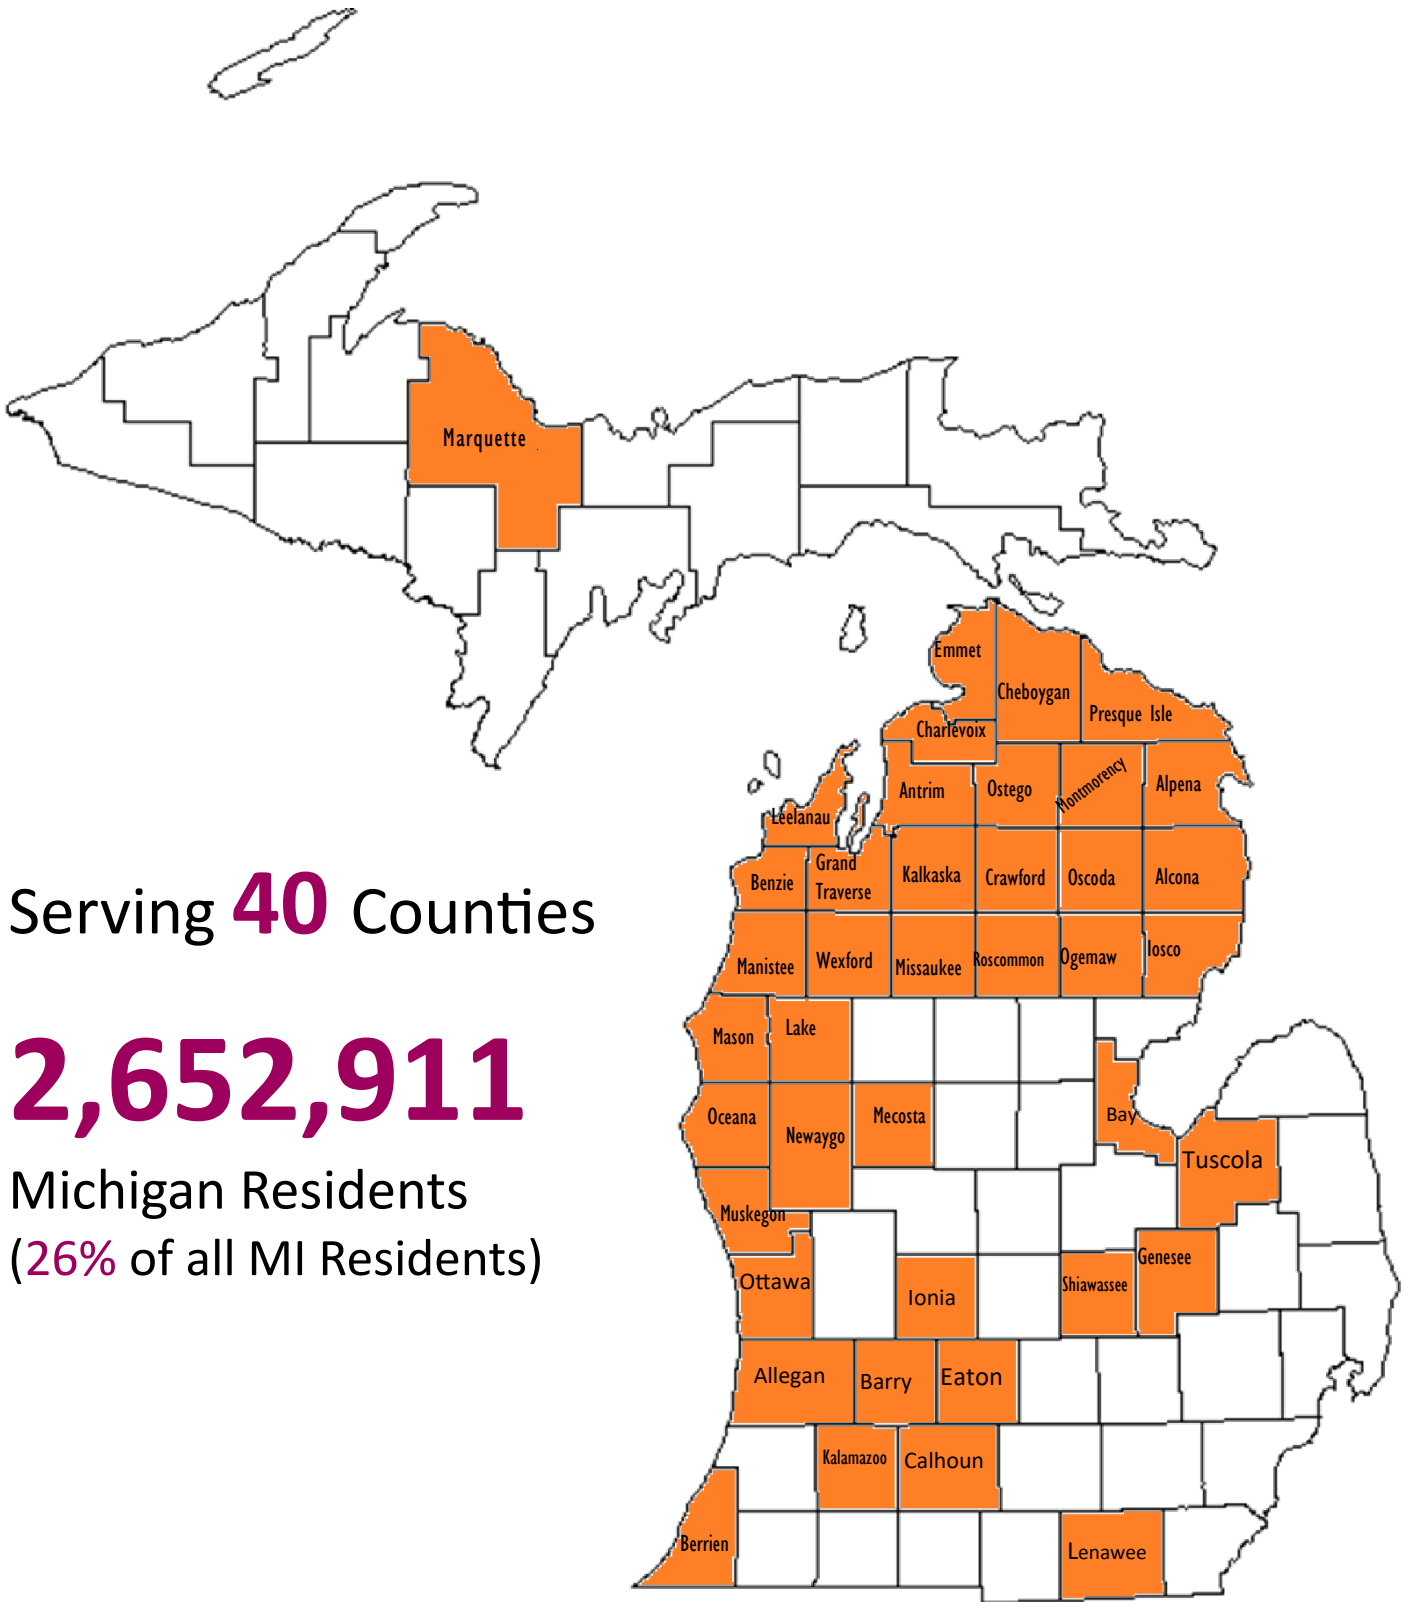 Marquette
Emmet
Cheboygan
Presque Isle
Charlevoix
Antrim
Ostego
Montmorency
Alpena
Leelanau
Benzie
Grand
Traverse
Kalkaska
Crawford
Oscoda
Alcona
Manistee
Wexford
Missaukee
Roscommon
Ogemaw
Iosco
Serving 40 Counties
2,652,911
Michigan Residents
(26% of all MI Residents)
Mason
Lake
Oceana
Newaygo
Mecosta
Bay
Tuscola
Muskegon
Ottawa
Ionia
Shiawassee
Genesee
Allegan
Barry
Eaton
Kalamazoo
Calhoun
Berrien
Lenawee